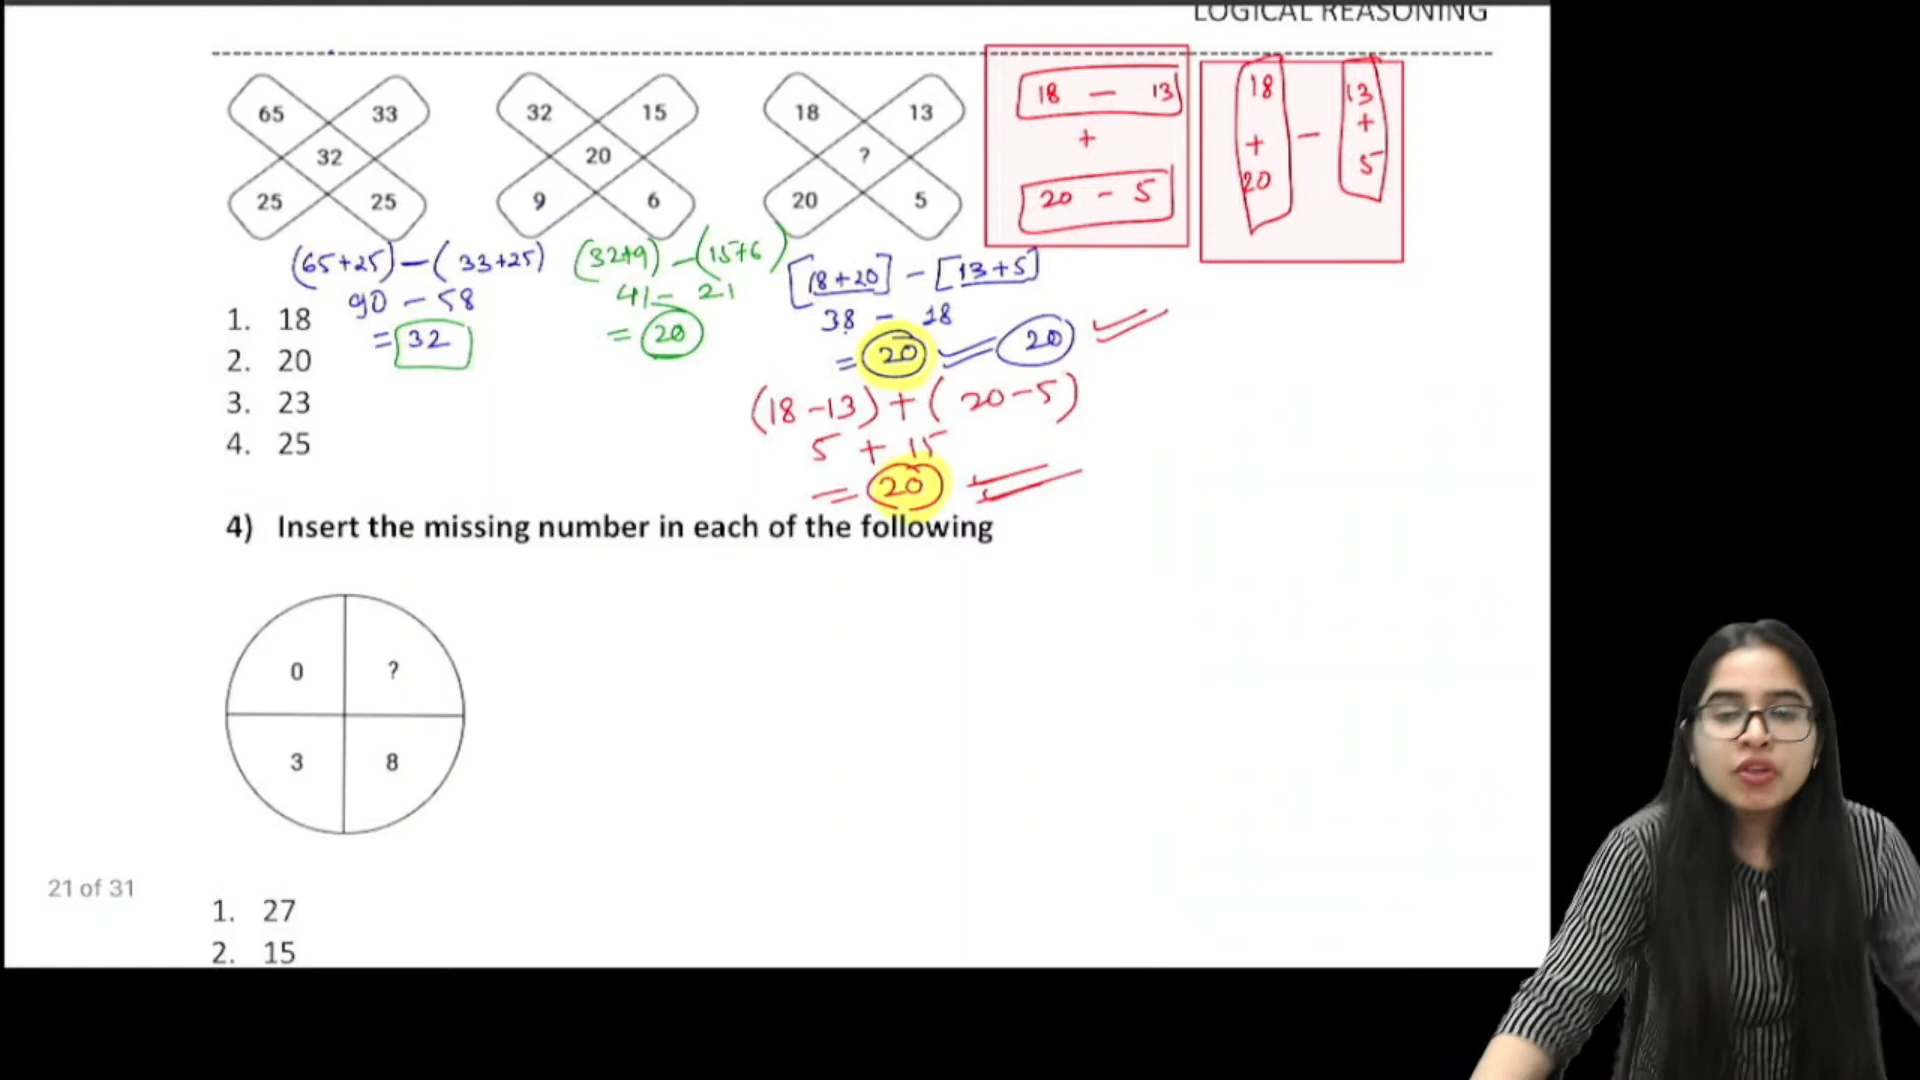 LOGICAL REASONING
65 33 32 15 18 13
32 20 ?
25 25 9 6 20 5
18 - 13
+
20 - 5
18 13
+ - +
20 5
(65+25)-(33+25) (32+9)-(15+6) [18+20] - [13+5]
90 - 58 41 - 21 38 - 18
= 32 = 20 = 20 20
1. 18
2. 20
3. 23
4. 25
(18-13)+(20-5)
5 + 15
= 20
4) Insert the missing number in each of the following
0 ?
3 8
21 of 31
1. 27
2. 15